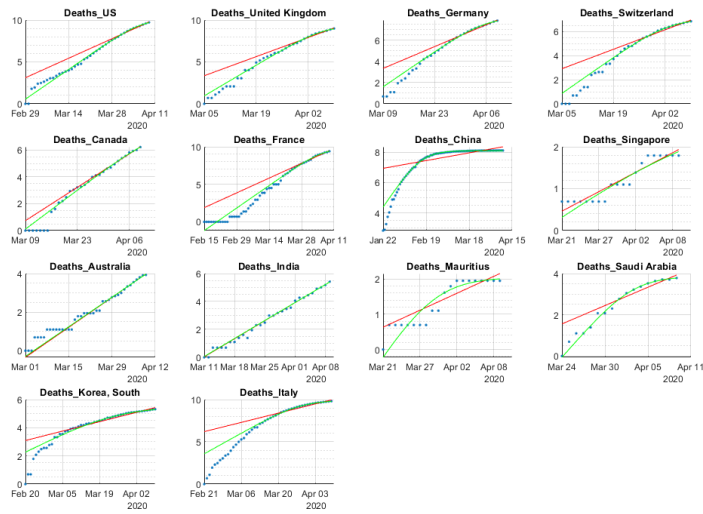 Deaths_US
10
5
0
Feb 29
Mar 14
Mar 28
Apr 11
2020
Deaths_United Kingdom
10
5
0
Mar 05
Mar 19
Apr 02
2020
Deaths_Germany
6
4
2
0
Mar 09
Mar 23
Apr 06
2020
Deaths_Switzerland
6
4
2
0
Mar 05
Mar 19
Apr 02
2020
Deaths_Canada
6
4
2
0
Mar 09
Mar 23
Apr 06
2020
Deaths_France
10
5
0
Feb 15
Feb 29
Mar 14
Mar 28
Apr 11
2020
Deaths_China
8
6
4
Jan 22
Feb 19
Mar 18
Apr 15
2020
Deaths_Singapore
2
1
0
Mar 21
Mar 27
Apr 02
Apr 08
2020
Deaths_Australia
4
2
0
Mar 01
Mar 15
Mar 29
Apr 12
2020
Deaths_India
6
4
2
0
Mar 11
Mar 18
Mar 25
Apr 01
Apr 08
2020
Deaths_Mauritius
2
1
0
Mar 21
Mar 27
Apr 02
Apr 08
2020
Deaths_Saudi Arabia
4
2
0
Mar 24
Mar 30
Apr 05
Apr 11
2020
Deaths_Korea, South
6
4
2
0
Feb 20
Mar 05
Mar 19
Apr 02
2020
Deaths_Italy
10
5
0
Feb 21
Mar 06
Mar 20
Apr 03
2020